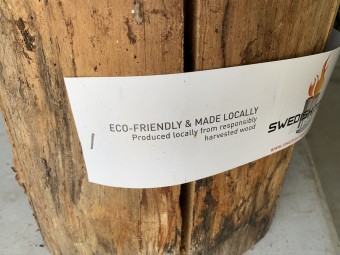 ECO-FRIENDLY & MADE LOCALLY
Produced locally from responsibly
harvested wood